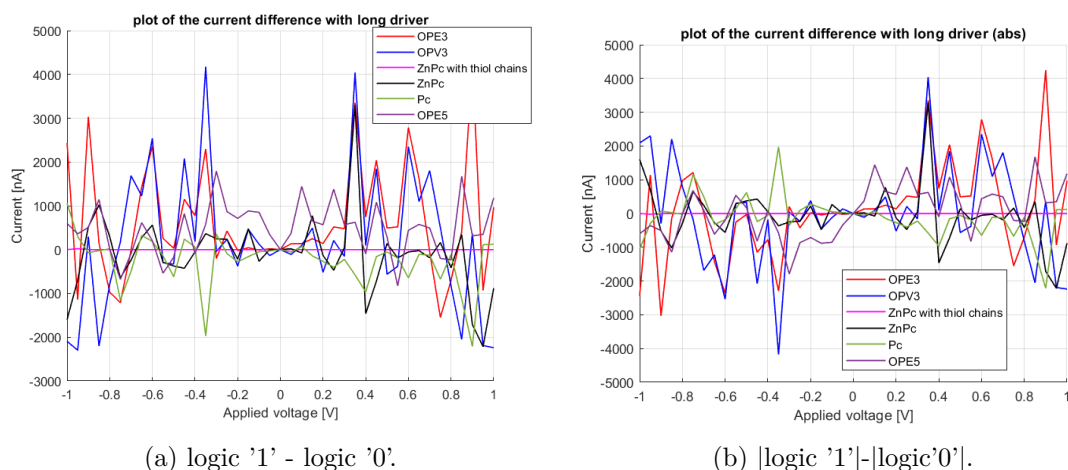 plot of the current difference with long driver
5000
4000
3000
2000
1000
0
-1000
-2000
-3000
Current [nA]
-1 -0.8 -0.6 -0.4 -0.2 0 0.2 0.4 0.6 0.8 1
Applied voltage [V]
OPE3
OPV3
ZnPc with thiol chains
ZnPc
Pc
OPE5
(a) logic '1' - logic '0'.
plot of the current difference with long driver (abs)
5000
4000
3000
2000
1000
0
-1000
-2000
-3000
-4000
-5000
Current [nA]
-1 -0.8 -0.6 -0.4 -0.2 0 0.2 0.4 0.6 0.8 1
Applied voltage [V]
OPE3
OPV3
ZnPc with thiol chains
ZnPc
Pc
OPE5
(b) |logic '1'|-|logic'0'|.